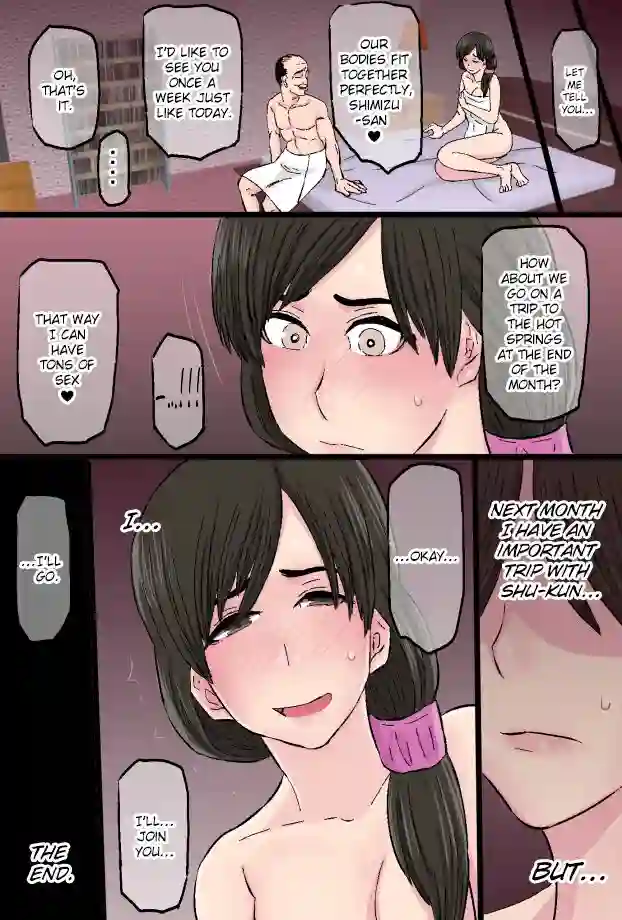 LET
ME
TELL
YOU...
OUR
BODIES FIT
TOGETHER
PERFECTLY,
SHIMIZU
-SAN
♥
I'D LIKE TO
SEE YOU
ONCE A
WEEK JUST
LIKE TODAY.
....
OH,
THAT'S
IT.
HOW
ABOUT WE
GO ON A
TRIP TO
THE HOT
SPRINGS
AT THE END
OF THE
MONTH?
-!!!
THAT WAY
I CAN
HAVE
TONS OF
SEX
♥
NEXT MONTH
I HAVE AN
IMPORTANT
TRIP WITH
SHU-KUN...
BUT...
...OKAY...
I...
I'LL...
JOIN
YOU...
...I'LL
GO.
THE
END.